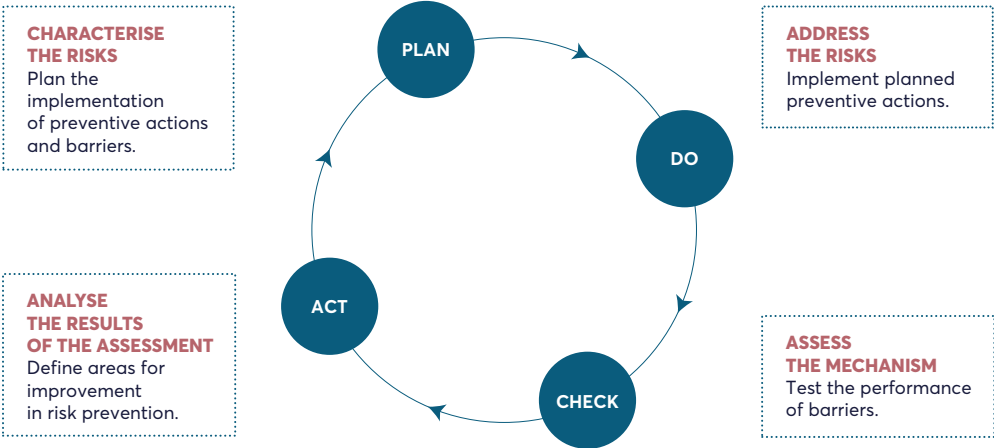 CHARACTERISE
THE RISKS
Plan the
implementation
of preventive actions
and barriers.
PLAN
ADDRESS
THE RISKS
Implement planned
preventive actions.
DO
ANALYSE
THE RESULTS
OF THE ASSESSMENT
Define areas for
improvement
in risk prevention.
ACT
CHECK
ASSESS
THE MECHANISM
Test the performance
of barriers.